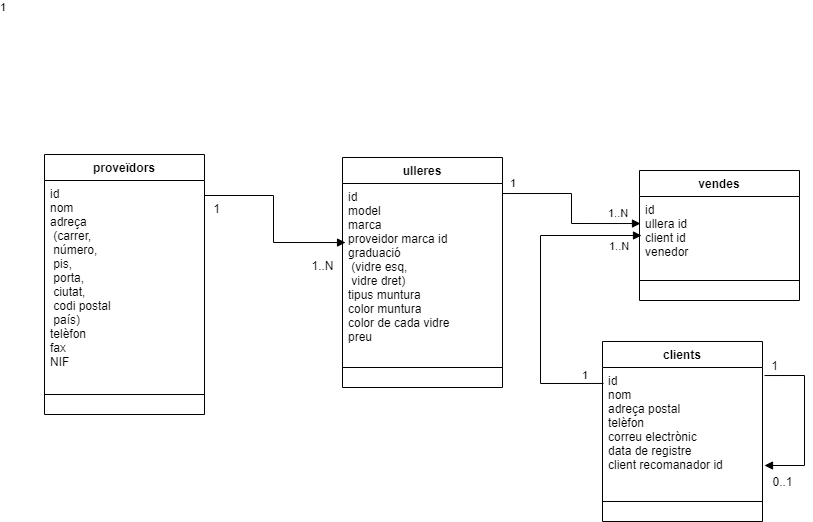 1
proveïdors
id
nom
adreça
(carrer,
número,
pis,
porta,
ciutat,
codi postal
país)
telèfon
fax
NIF
1
1..N
ulleres
id
model
marca
proveidor marca id
graduació
(vidre esq,
vidre dret)
tipus muntura
color muntura
color de cada vidre
preu
1
1..N
1..N
vendes
id
ullera id
client id
venedor
1
clients
id
nom
adreça postal
telèfon
correu electrònic
data de registre
client recomanador id
1
0..1